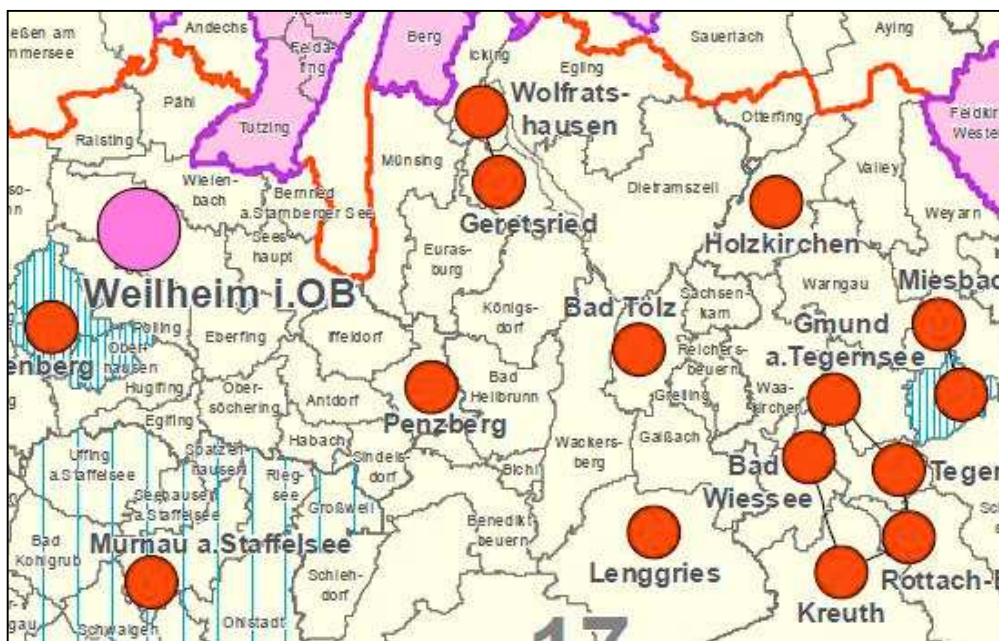 Andechs
Berg
Icking
Sauerlach
Aying
Egling
Pähl
Wolfrats-
hausen
Otterfing
Tutzing
Raisting
Münsing
Valley
Wielen-
bach
Bernried
a.Starnberger See
Dietramszell
Geretsried
Weyarn
Sees-
haupt
Euras-
burg
Holzkirchen
Weilheim i.OB
Königs-
dorf
Bad Tölz
Sachsen-
kam
Warngau
Polling
Eberfing
Iffeldorf
Gmund
a.Tegernsee
Ober-
hausen
Reichers-
beuern
Huglfing
Ober-
söchering
Antdorf
Bad
Heilbrunn
Greiling
Waa-
kirchen
Eglfing
Penzberg
Habach
Sindels-
dorf
Wackers-
berg
Gaißach
Uffing
a.Staffelsee
Spatzen-
hausen
Rieg-
see
Bichl
Bad
Wiessee
Seehausen
a.Staffelsee
Großweil
Benedikt-
beuern
Bad
Kohlgrub
Murnau a.Staffelsee
Schleh-
dorf
Lenggries
Kreuth
Schwaigen
Ohlstadt
17